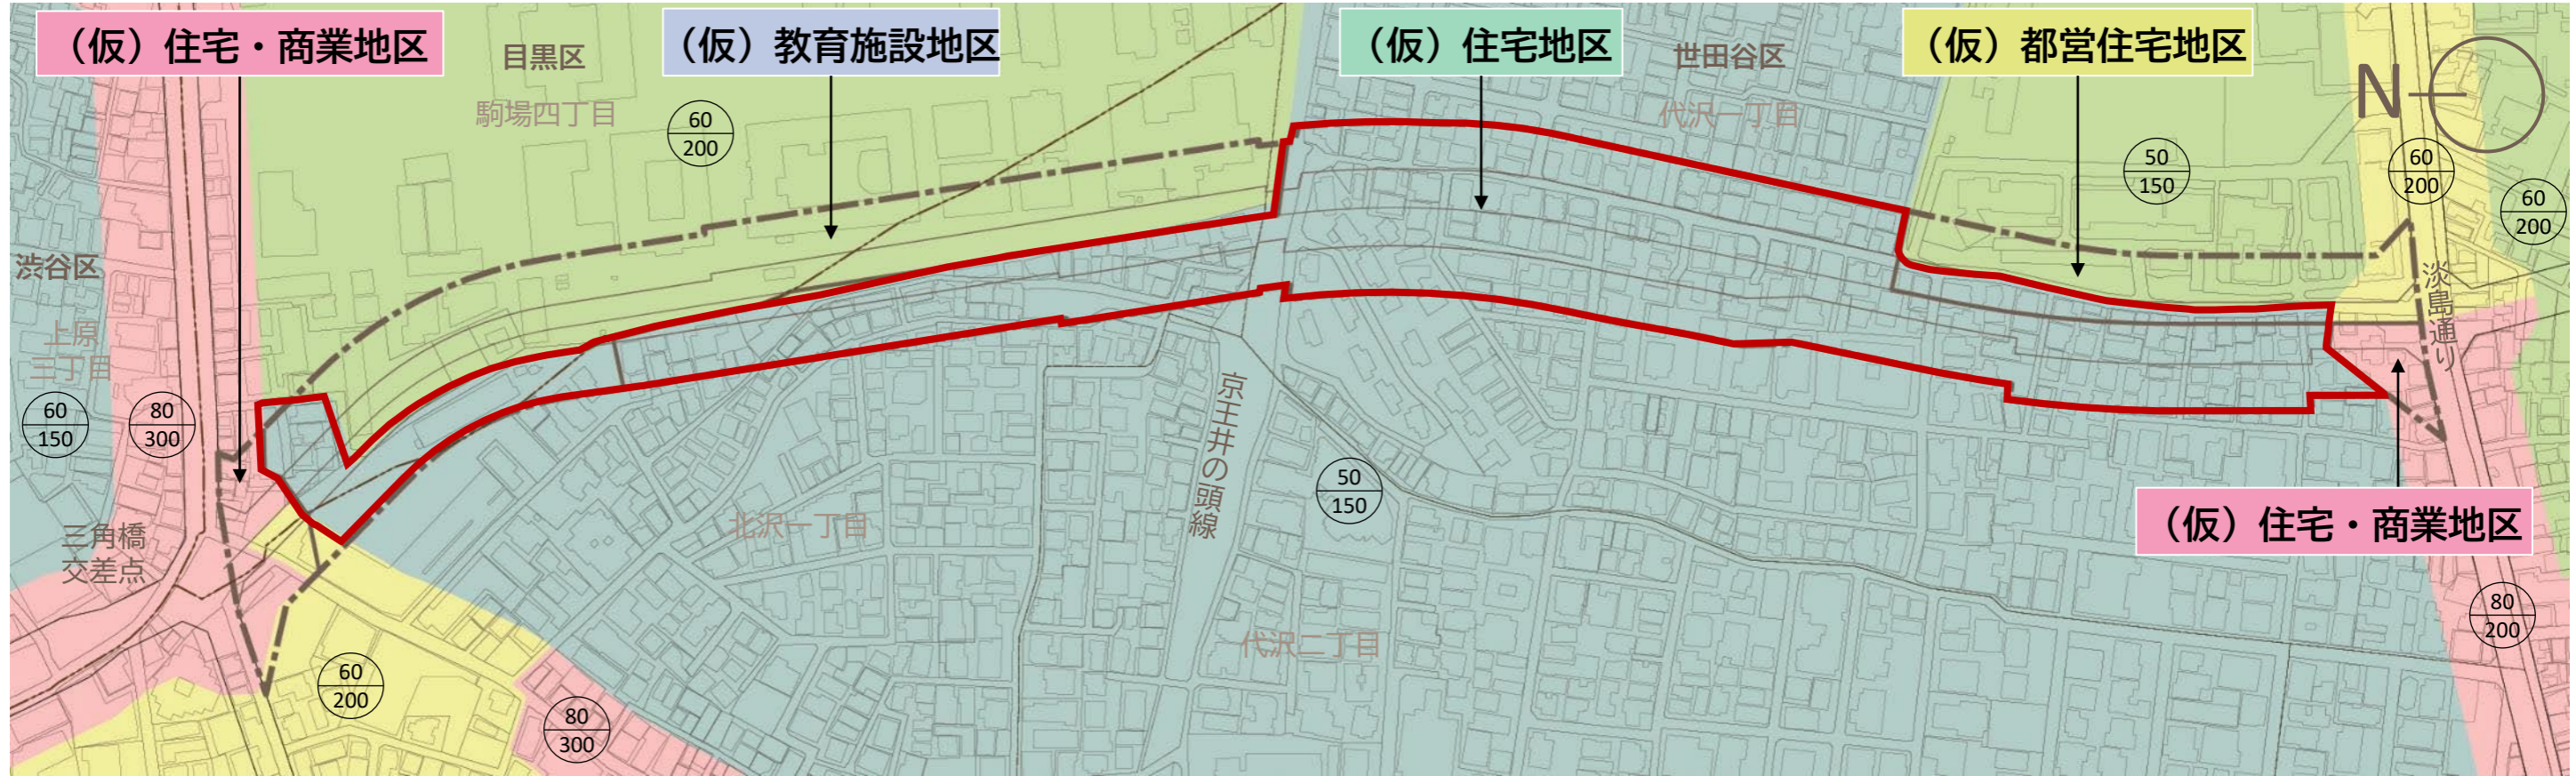 （仮）住宅・商業地区
（仮）教育施設地区
（仮）住宅地区
（仮）都営住宅地区
目黒区
駒場四丁目
世田谷区
代沢一丁目
N
60
200
50
150
60
200
60
200
渋谷区
上原
三丁目
60
150
80
300
淡島通り
京王井の頭線
50
150
北沢一丁目
三角橋
交差点
（仮）住宅・商業地区
代沢二丁目
60
200
80
300
80
200